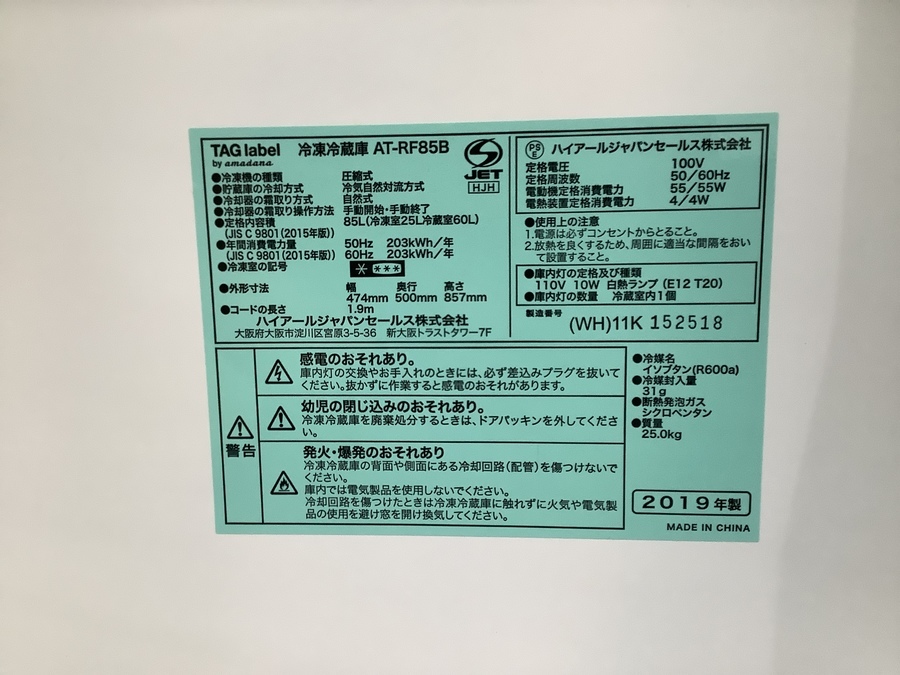 TAG label
by amadana
冷凍冷蔵庫 AT-RF85B
JET
HJH
●冷凍機の種類 圧縮式
●貯蔵庫の冷却方式 冷気自然対流方式
●冷却器の霜取り方式 自然式
●冷却器の霜取り操作方法 手動開始・手動終了
●定格内容積 85L(冷凍室25L冷蔵室60L)
(JIS C 9801(2015年版))
●年間消費電力量 50Hz 203kWh/年
(JIS C 9801(2015年版)) 60Hz 203kWh/年
●冷凍室の記号 * ***
●外形寸法 幅 奥行 高さ
474mm 500mm 857mm
●コードの長さ 1.9m
ハイアールジャパンセールス株式会社
大阪府大阪市淀川区宮原3-5-36 新大阪トラストタワー7F
PSE ハイアールジャパンセールス株式会社
定格電圧 100V
定格周波数 50/60Hz
電動機定格消費電力 55/55W
電熱装置定格消費電力 4/4W
●使用上の注意
1.電源は必ずコンセントからとること。
2.放熱を良くするため、周囲に適当な間隔をおい
て設置すること。
●庫内灯の定格及び種類
110V 10W 白熱ランプ(E12 T20)
●庫内灯の数量 冷蔵室内1個
製造番号 (WH)11K 152518
警告
感電のおそれあり。
庫内灯の交換やお手入れのときには、必ず差込みプラグを抜いて
ください。抜かずに作業すると感電のおそれがあります。
幼児の閉じ込みのおそれあり。
冷凍冷蔵庫を廃棄処分するときは、ドアパッキンを外してくださ
い。
発火・爆発のおそれあり
冷凍冷蔵庫の背面や側面にある冷却回路(配管)を傷つけないで
ください。
庫内では電気製品を使用しないでください。
冷却回路を傷つけたときは冷凍冷蔵庫に触れずに火気や電気製
品の使用を避け窓を開け換気してください。
●冷媒名
イソブタン(R600a)
●冷媒封入量
31g
●断熱発泡ガス
シクロペンタン
●質量
25.0kg
2019年製
MADE IN CHINA